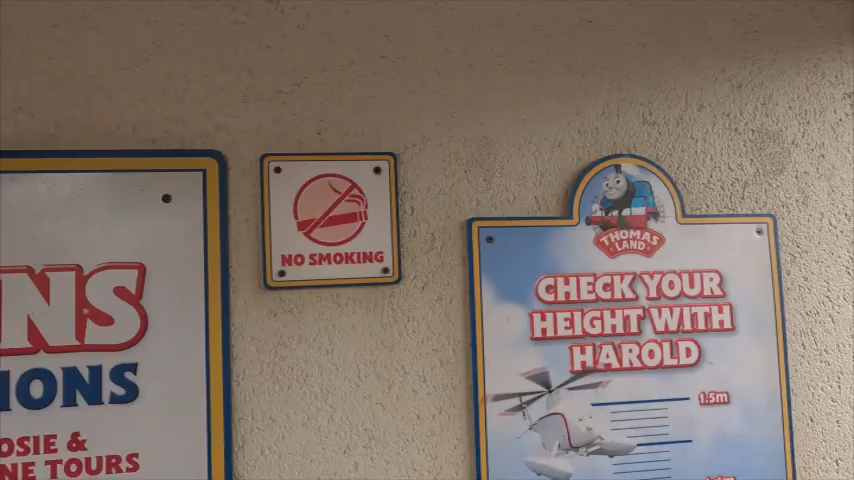 NS
IONS
OSIE &
NE TOURS
NO SMOKING
THOMAS
LAND
CHECK YOUR
HEIGHT WITH
HAROLD
1.5m